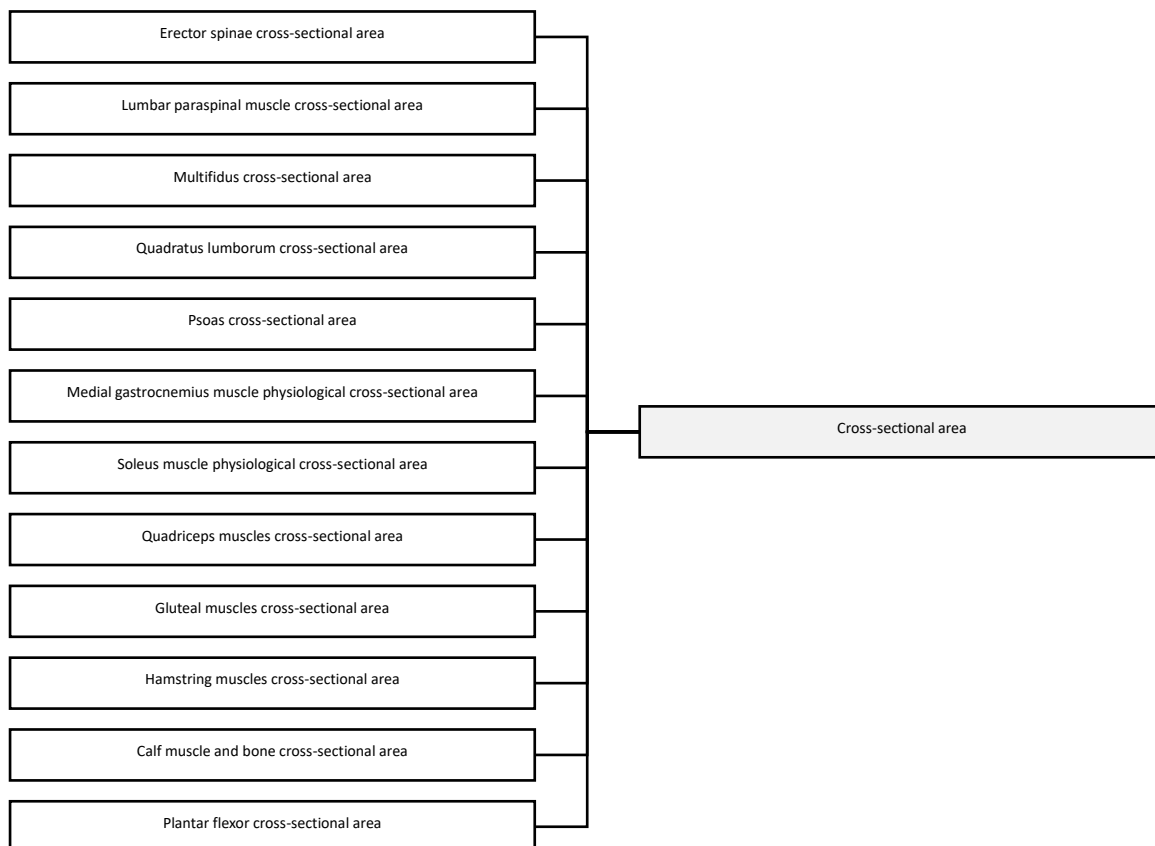 Erector spinae cross-sectional area
Lumbar paraspinal muscle cross-sectional area
Multifidus cross-sectional area
Quadratus lumborum cross-sectional area
Psoas cross-sectional area
Medial gastrocnemius muscle physiological cross-sectional area
Cross-sectional area
Soleus muscle physiological cross-sectional area
Quadriceps muscles cross-sectional area
Gluteal muscles cross-sectional area
Hamstring muscles cross-sectional area
Calf muscle and bone cross-sectional area
Plantar flexor cross-sectional area